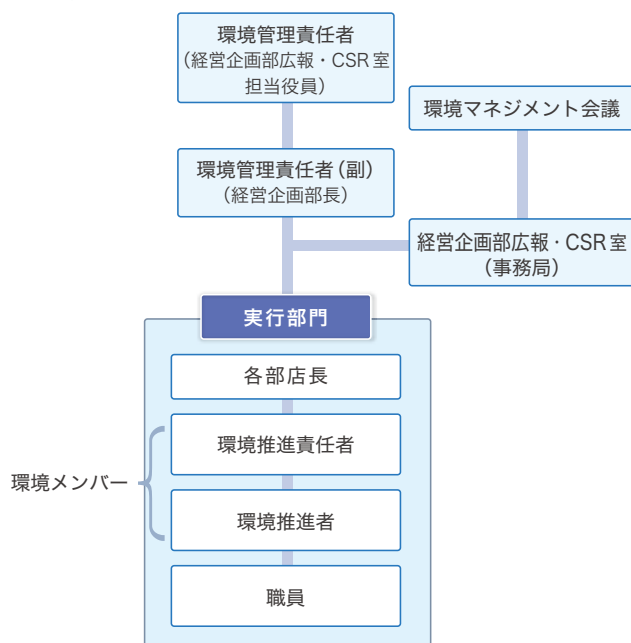 環境管理責任者
(経営企画部広報・CSR室
担当役員)
環境マネジメント会議
環境管理責任者(副)
(経営企画部長)
経営企画部広報・CSR室
(事務局)
実行部門
各部店長
環境推進責任者
環境メンバー
環境推進者
職員